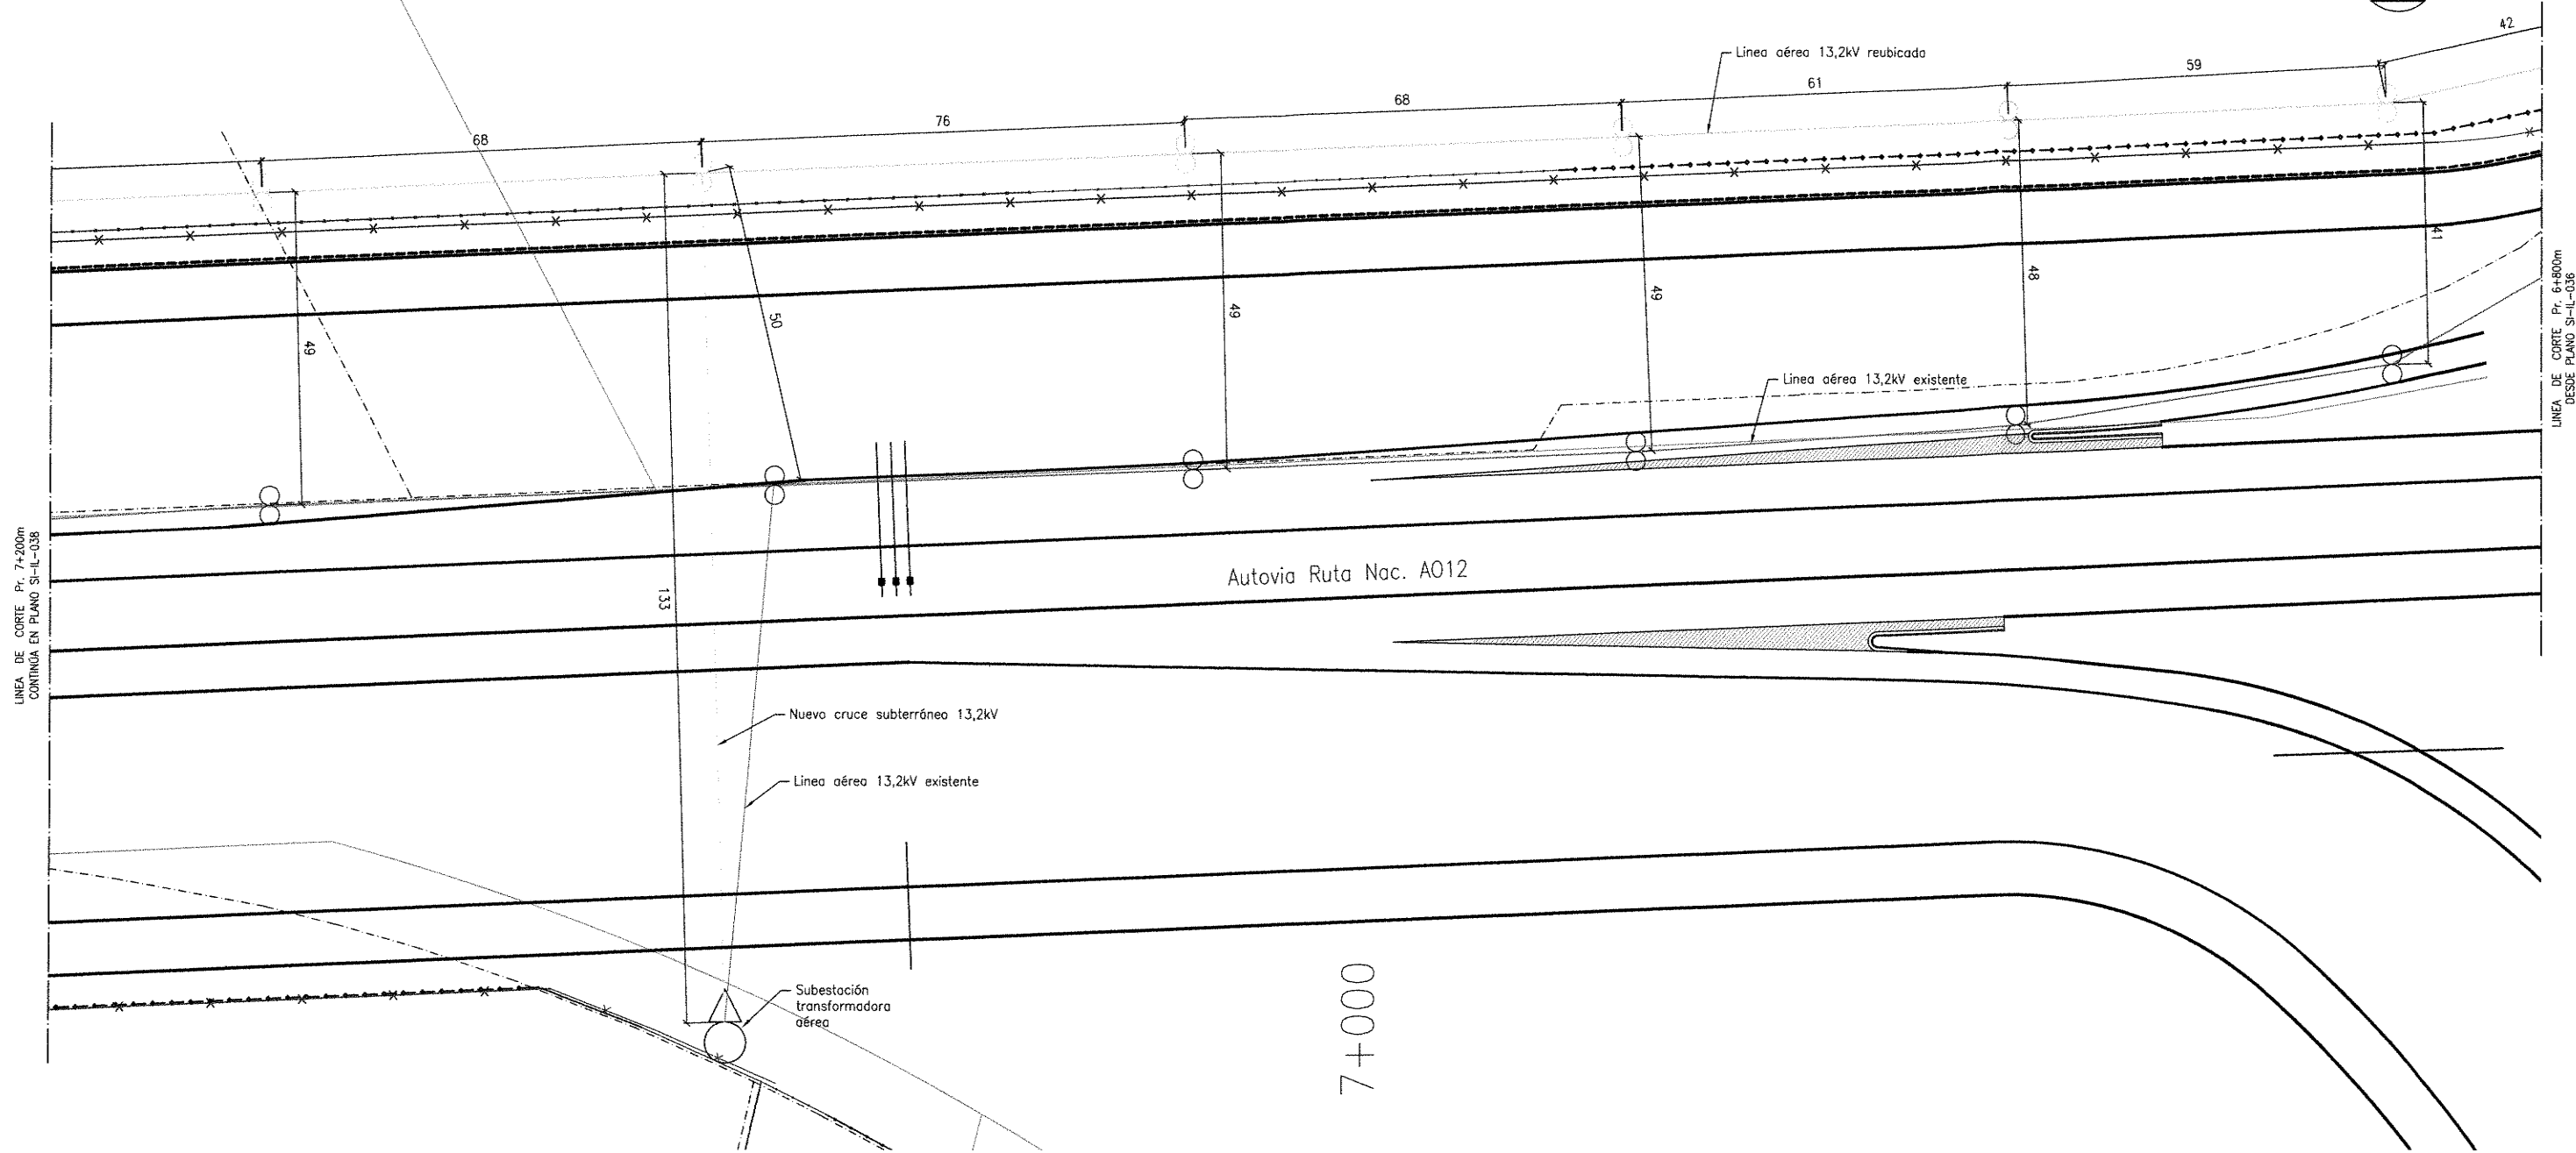 42
59
61
68
76
68
Linea aérea 13,2kV reubicada
41
48
49
49
50
49
Linea aérea 13,2kV existente
LINEA DE CORTE Pr. 6+800m
DESDE PLANO SI-IL-036
LINEA DE CORTE Pr. 7+200m
CONTINÚA EN PLANO SI-IL-038
133
Autovia Ruta Nac. A012
Nuevo cruce subterráneo 13,2kV
Linea aérea 13,2kV existente
Subestación
transformadora
aérea
7+000